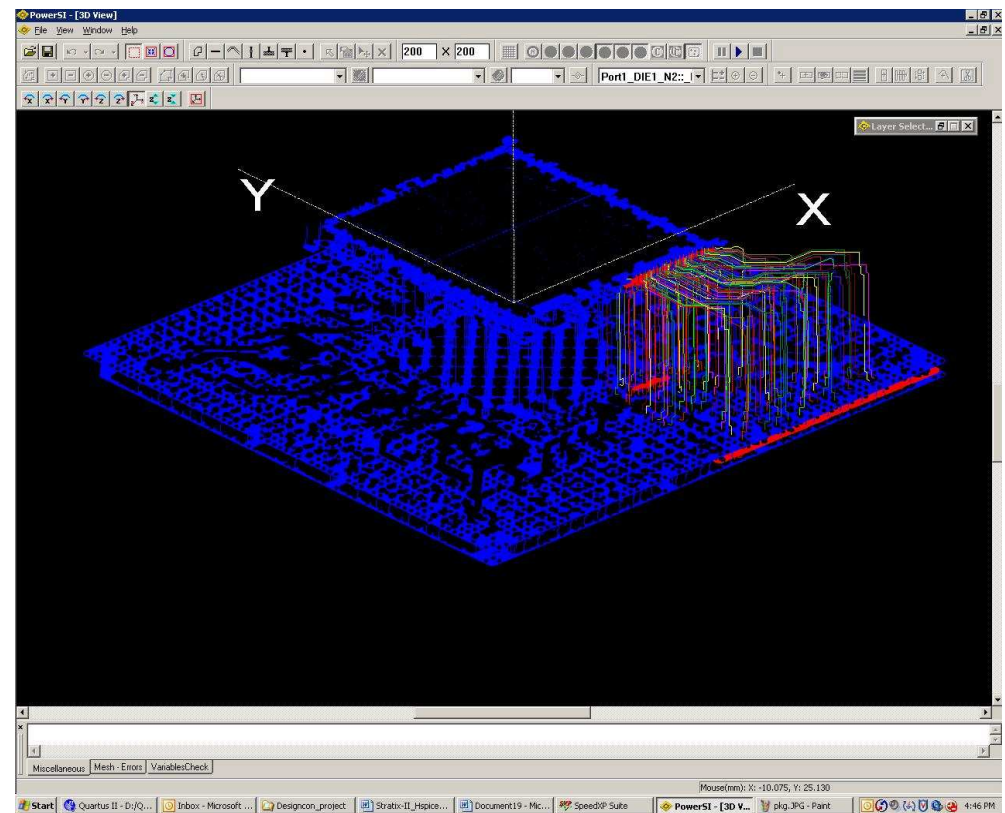 PowerSI - [3D View]
File View Window Help
200 X 200
Port1_DIE1_N2::_
Layer Select...
Y
X
Miscellaneous Mesh - Errors VariablesCheck
Mouse(mm): X: -10.075, Y: 25.130
Start Quartus II - D:/Q... Inbox - Microsoft ... Designcon_project Stratix-II_Hspice... Document19 - Mic... SpeedXP Suite PowerSI - [3D V... pkg.JPG - Paint 4:46 PM